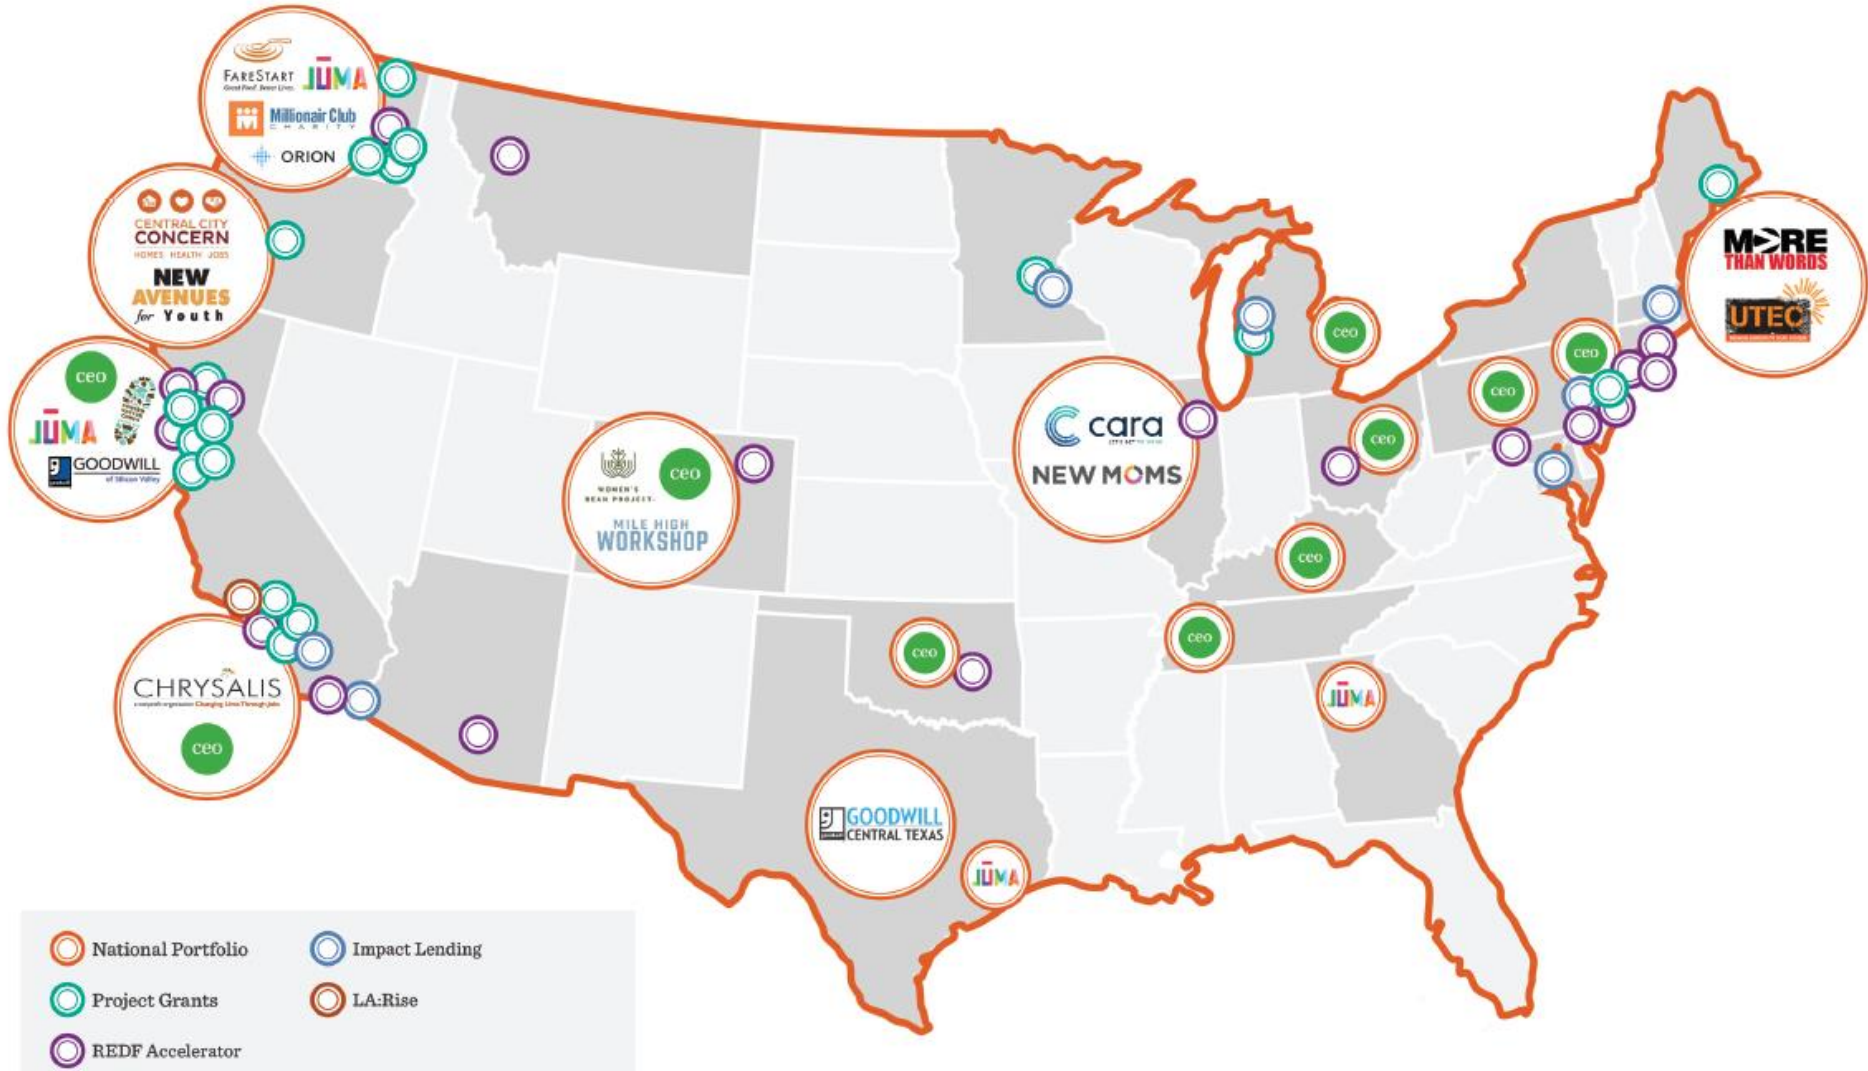 FARESTART
Good Food. Better Lives.
JUMA
Millionair Club
CHARITY
ORION
CENTRAL CITY
CONCERN
HOMES HEALTH JOBS
NEW
AVENUES
for Youth
ceo
JUMA
GOODWILL
of Silicon Valley
CHRYSALIS
a nonprofit organization Changing Lives Through Jobs
ceo
WOMEN'S
BEAN PROJECT
ceo
MILE HIGH
WORKSHOP
cara
NEW MOMS
ceo
ceo
ceo
ceo
ceo
ceo
ceo
JUMA
GOODWILL
CENTRAL TEXAS
JUMA
MORE
THAN WORDS
UTEC
National Portfolio
Project Grants
REDF Accelerator
Impact Lending
LA:Rise